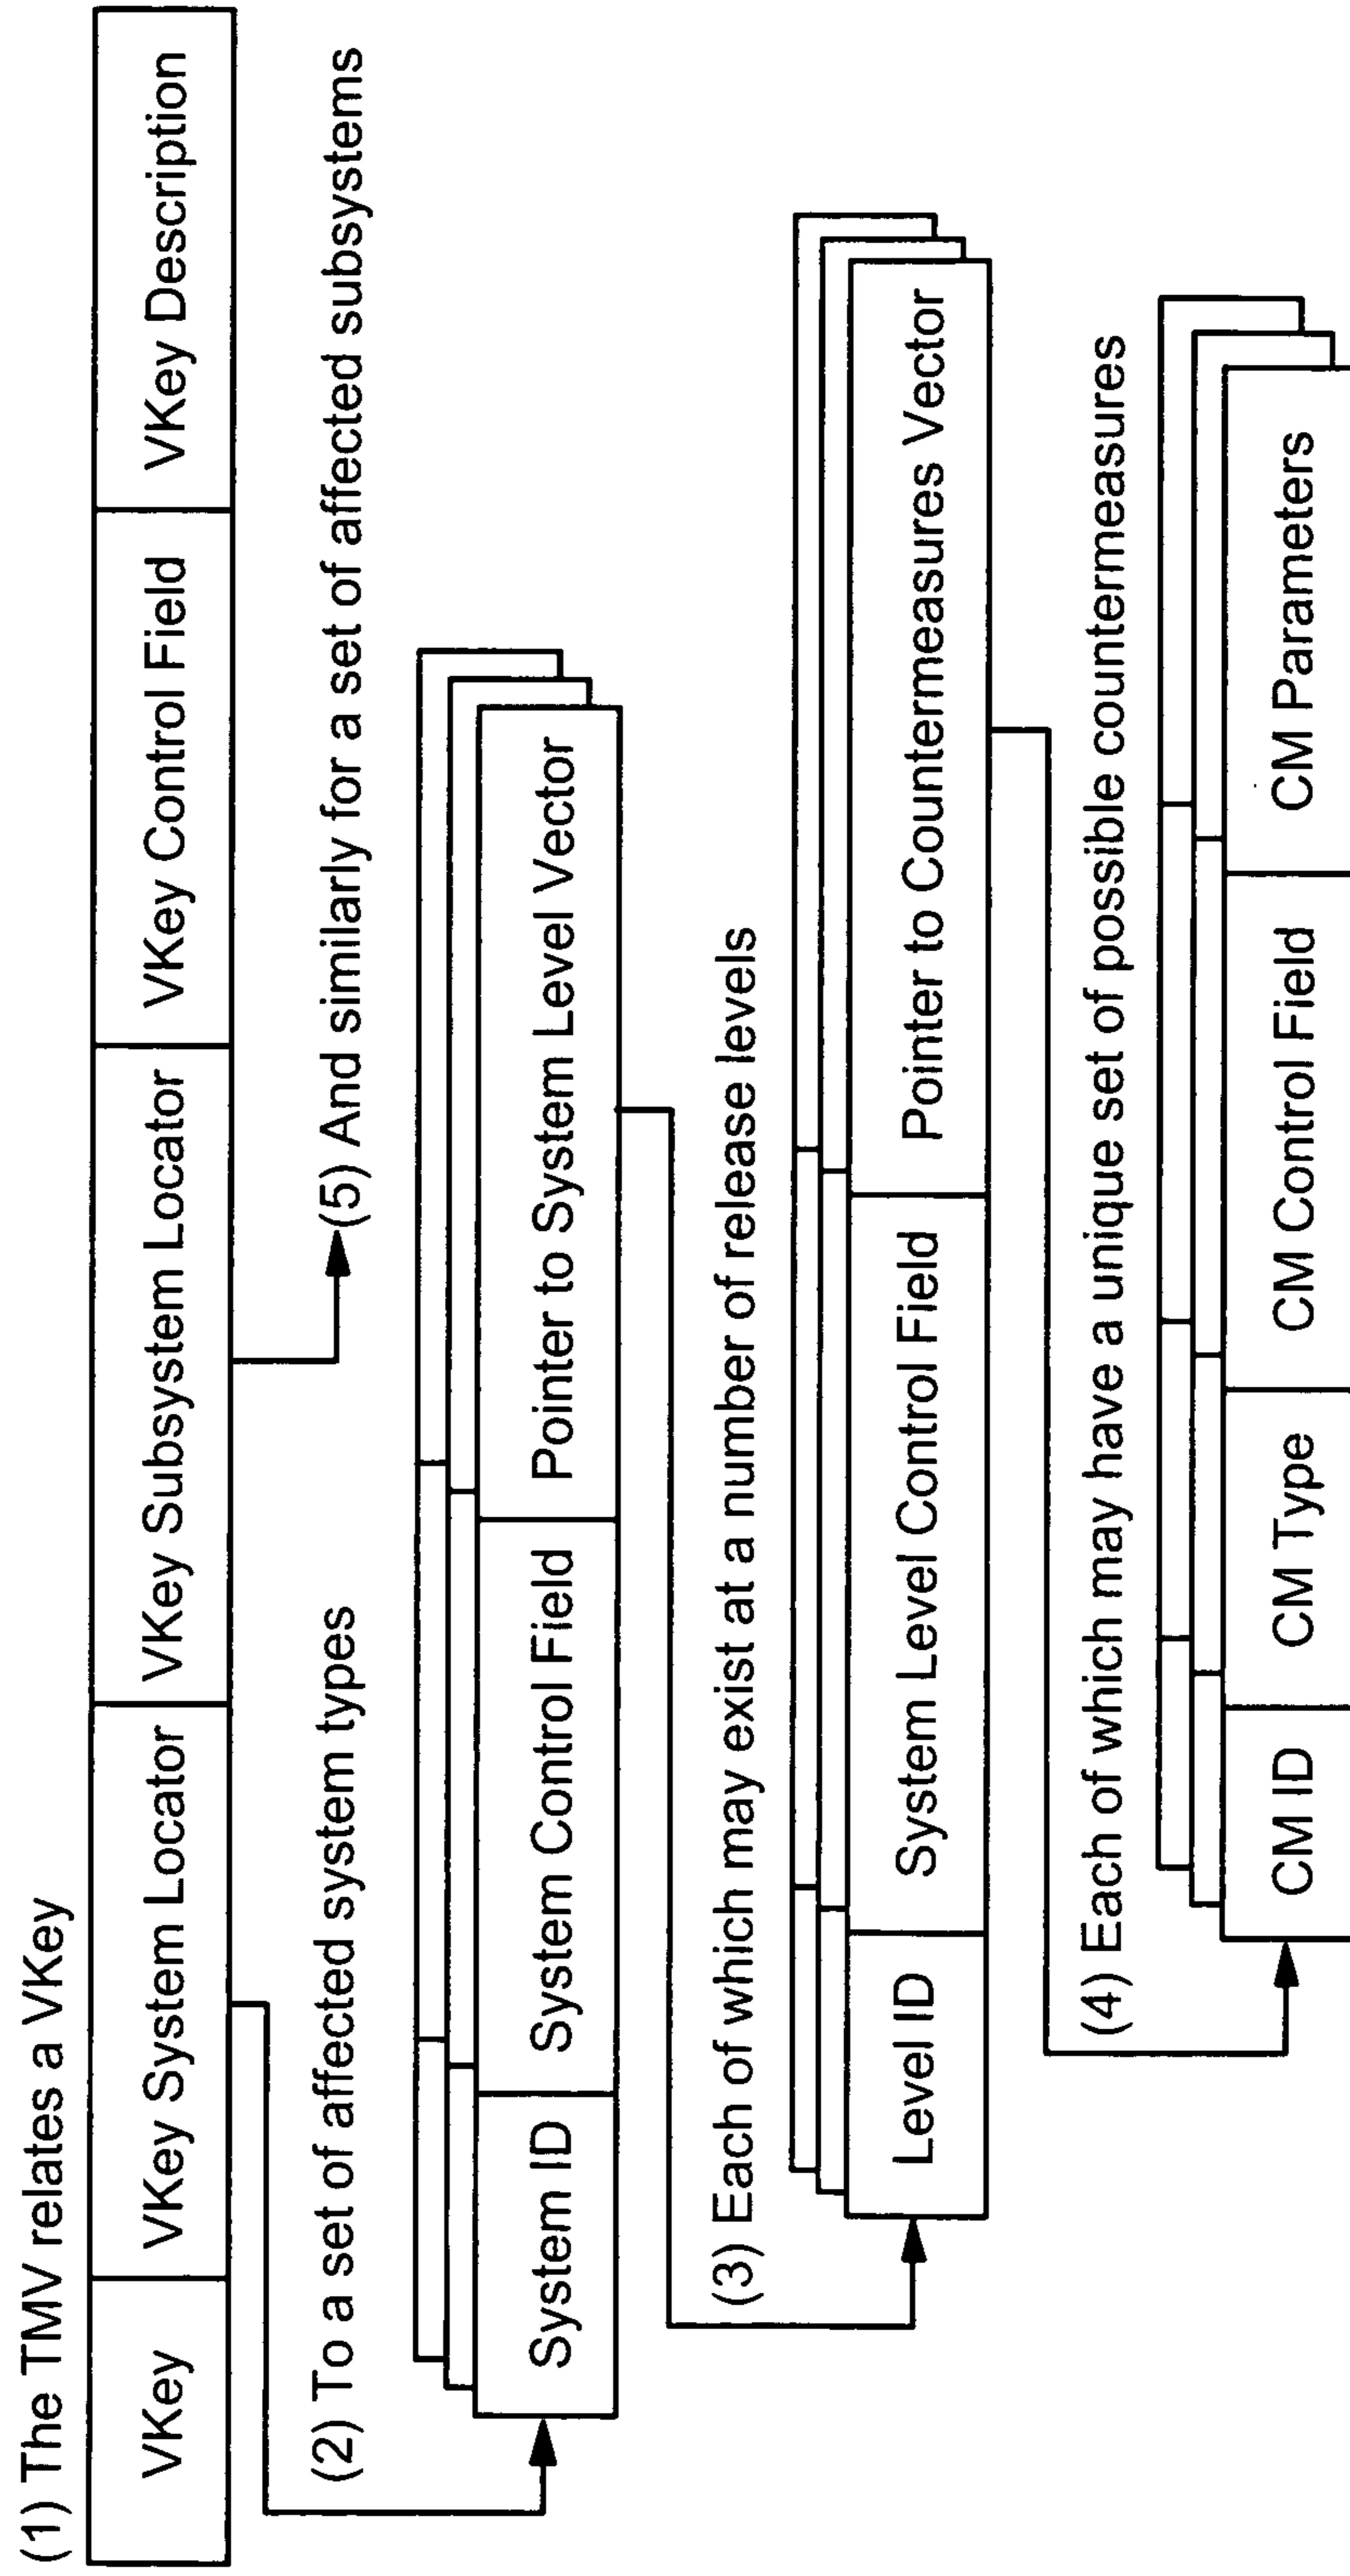 (1) The TMV relates a VKey
VKey VKey System Locator VKey Subsystem Locator VKey Control Field VKey Description
(2) To a set of affected system types
(5) And similarly for a set of affected subsystems
System ID System Control Field Pointer to System Level Vector
(3) Each of which may exist at a number of release levels
Level ID System Level Control Field Pointer to Countermeasures Vector
(4) Each of which may have a unique set of possible countermeasures
CM ID CM Type CM Control Field CM Parameters